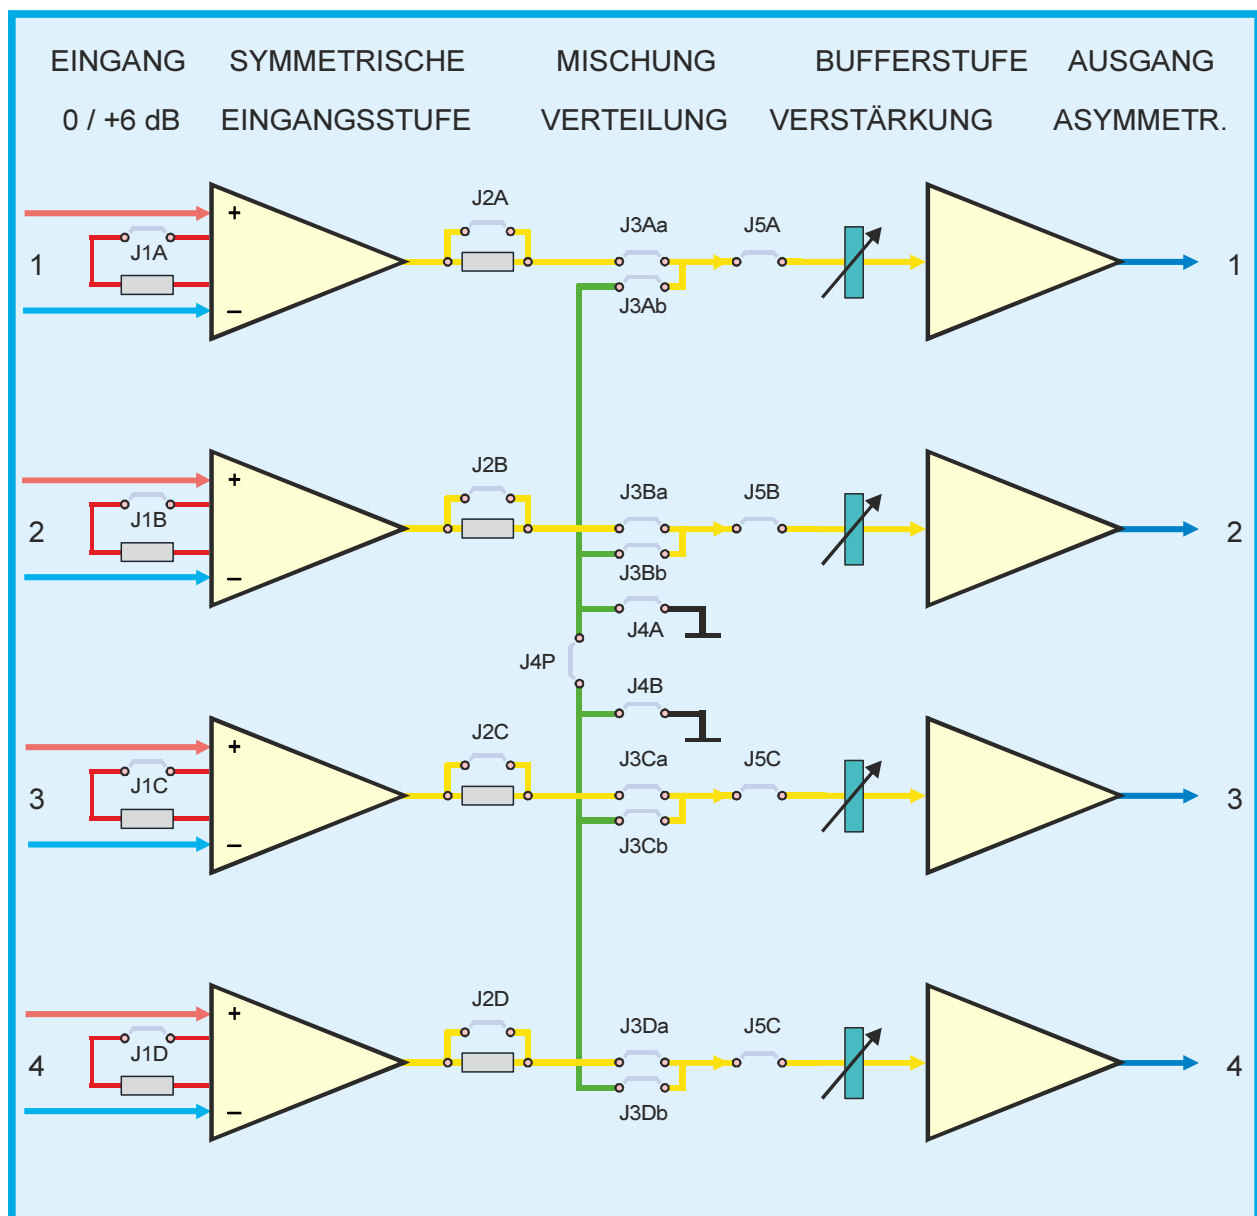 EINGANG SYMMETRISCHE MISCHUNG BUFFERSTUFE AUSGANG
0 / +6 dB EINGANGSSTUFE VERTEILUNG VERSTÄRKUNG ASYMMETR.
J2A
+ J3Aa J5A
1 J1A 1
– J3Ab
J2B
+ J3Ba J5B
2 J1B 2
– J3Bb
J4A
J4P
J4B
J2C
+ J3Ca J5C
3 J1C 3
– J3Cb
J2D
+ J3Da J5C
4 J1D 4
– J3Db